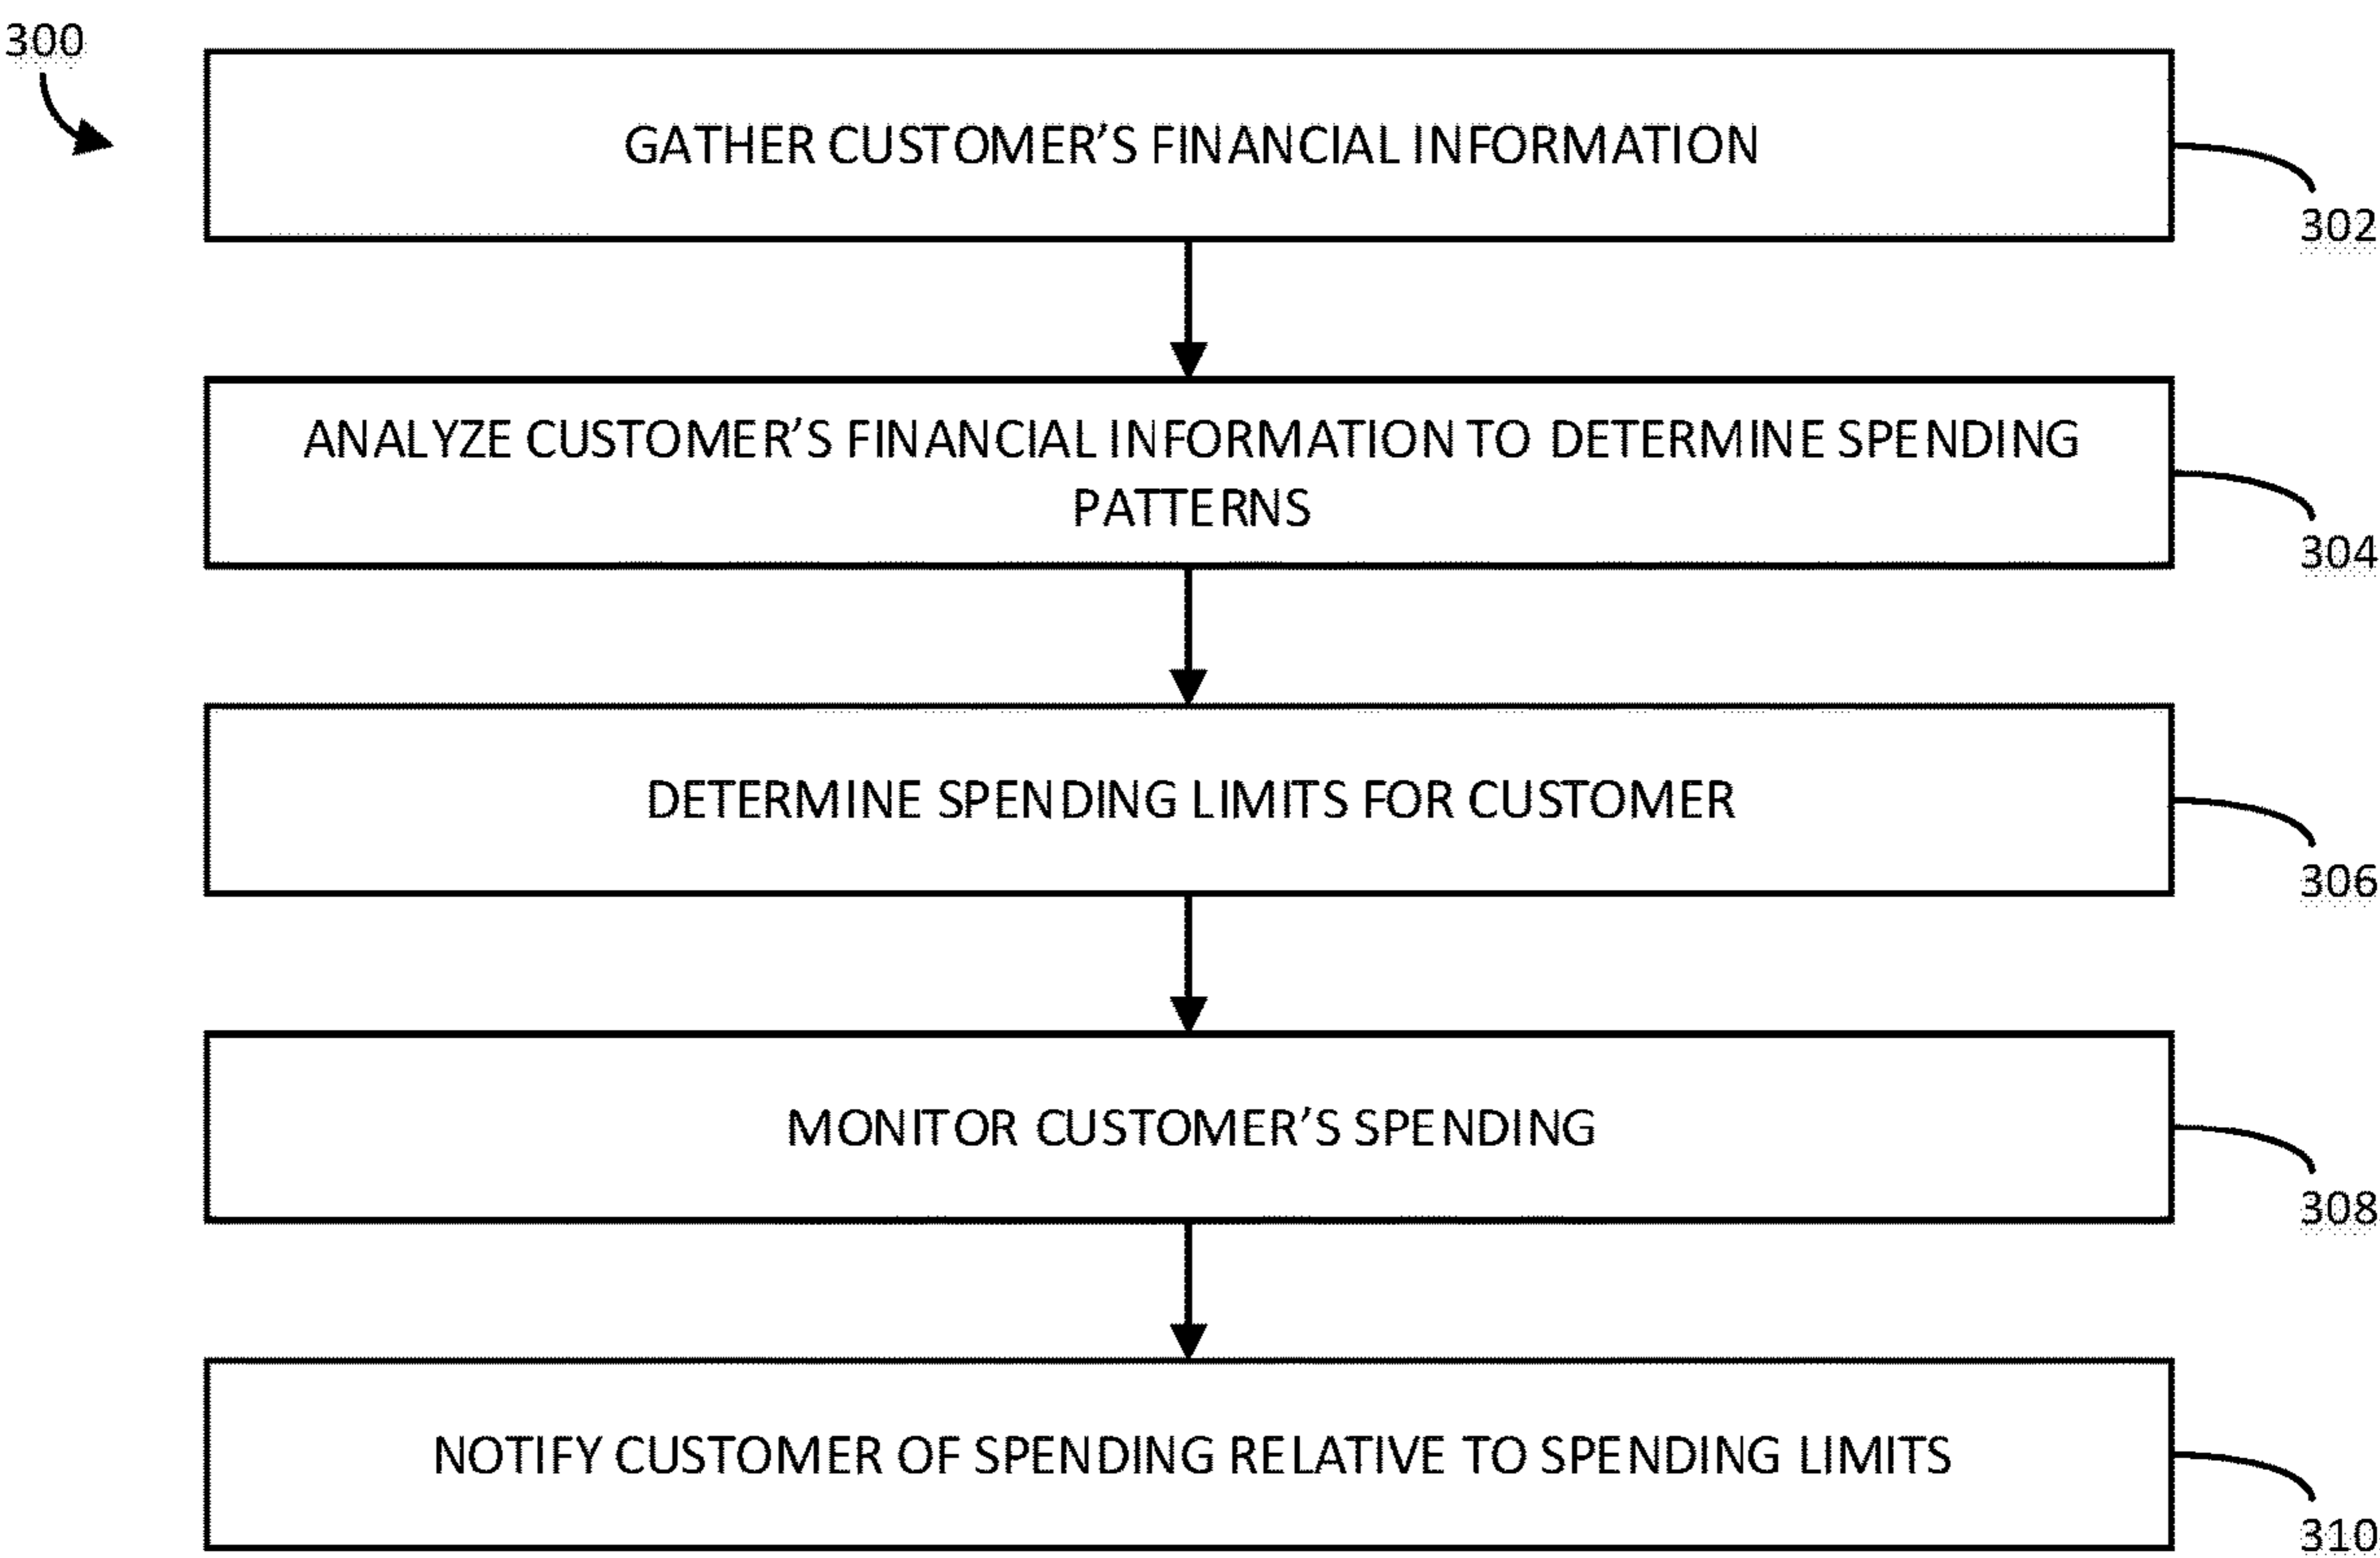 300
GATHER CUSTOMER’S FINANCIAL INFORMATION
302
ANALYZE CUSTOMER’S FINANCIAL INFORMATION TO DETERMINE SPENDING
PATTERNS
304
DETERMINE SPENDING LIMITS FOR CUSTOMER
306
MONITOR CUSTOMER’S SPENDING
308
NOTIFY CUSTOMER OF SPENDING RELATIVE TO SPENDING LIMITS
310